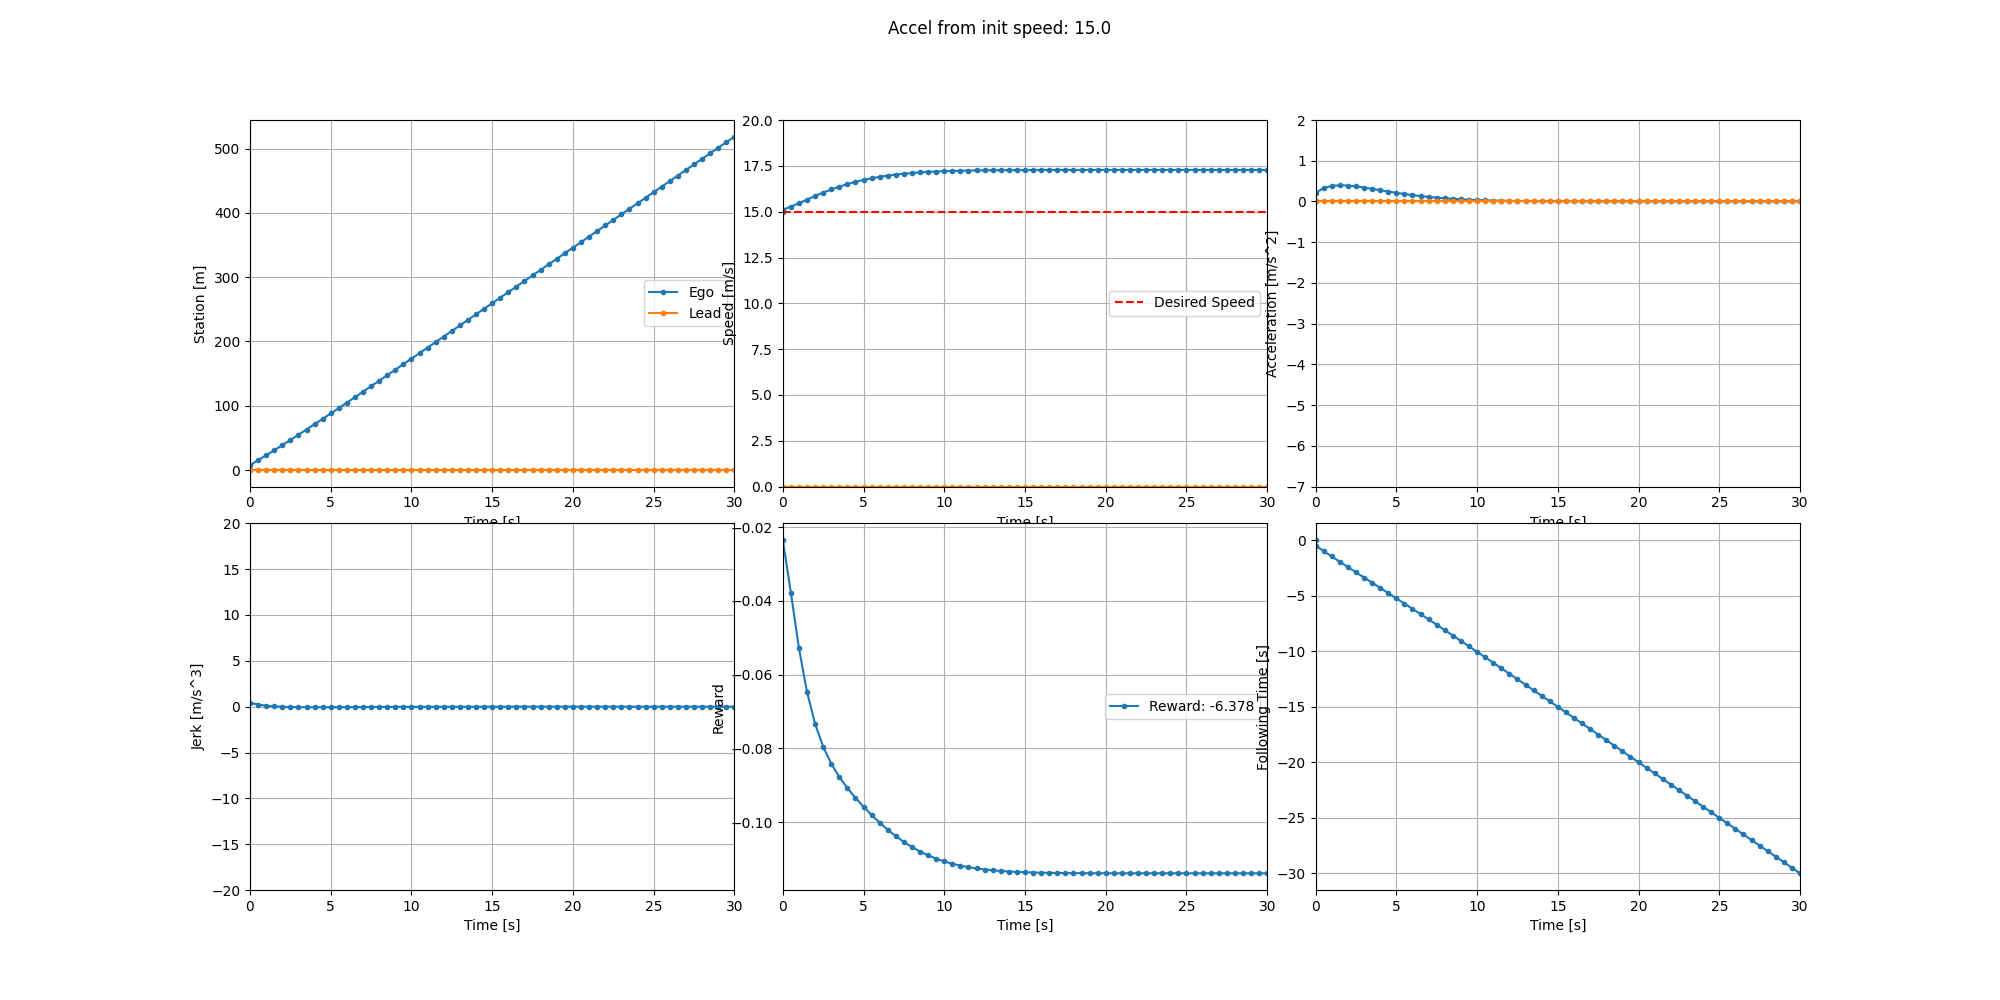 Accel from init speed: 15.0
Station [m]
500
400
300
200
100
0
0 5 10 15 20 25 30
Time [s]
Ego
Lead
Speed [m/s]
20.0
17.5
15.0
12.5
10.0
7.5
5.0
2.5
0.0
0 5 10 15 20 25 30
Time [s]
Desired Speed
Acceleration [m/s^2]
2
1
0
−1
−2
−3
−4
−5
−6
−7
0 5 10 15 20 25 30
Time [s]
Jerk [m/s^3]
20
15
10
5
0
−5
−10
−15
−20
0 5 10 15 20 25 30
Time [s]
Reward
−0.02
−0.04
−0.06
−0.08
−0.10
0 5 10 15 20 25 30
Time [s]
Reward: -6.378
Following Time [s]
0
−5
−10
−15
−20
−25
−30
0 5 10 15 20 25 30
Time [s]